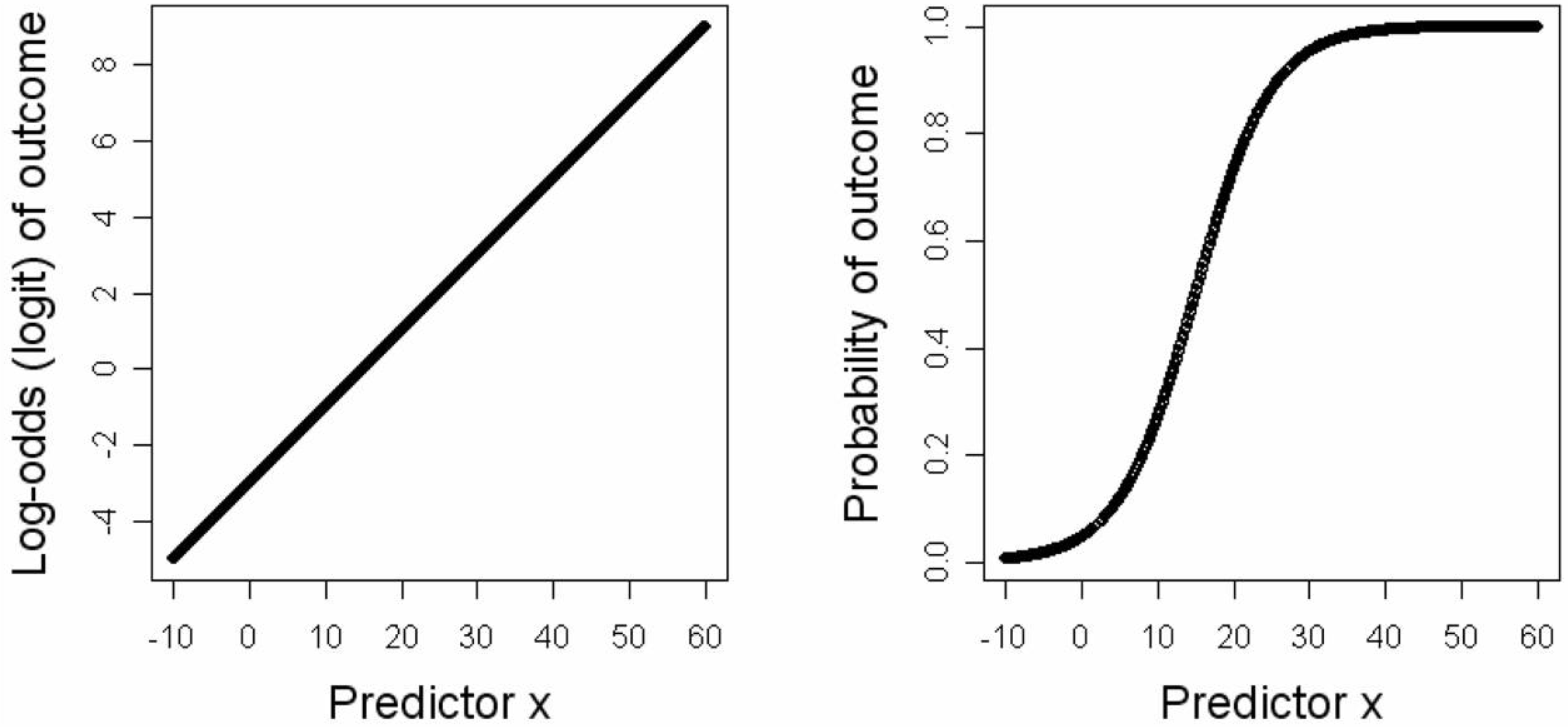 Log-odds (logit) of outcome
8
6
4
2
0
-2
-4
-10 0 10 20 30 40 50 60
Predictor x
Probability of outcome
1.0
0.8
0.6
0.4
0.2
0.0
-10 0 10 20 30 40 50 60
Predictor x